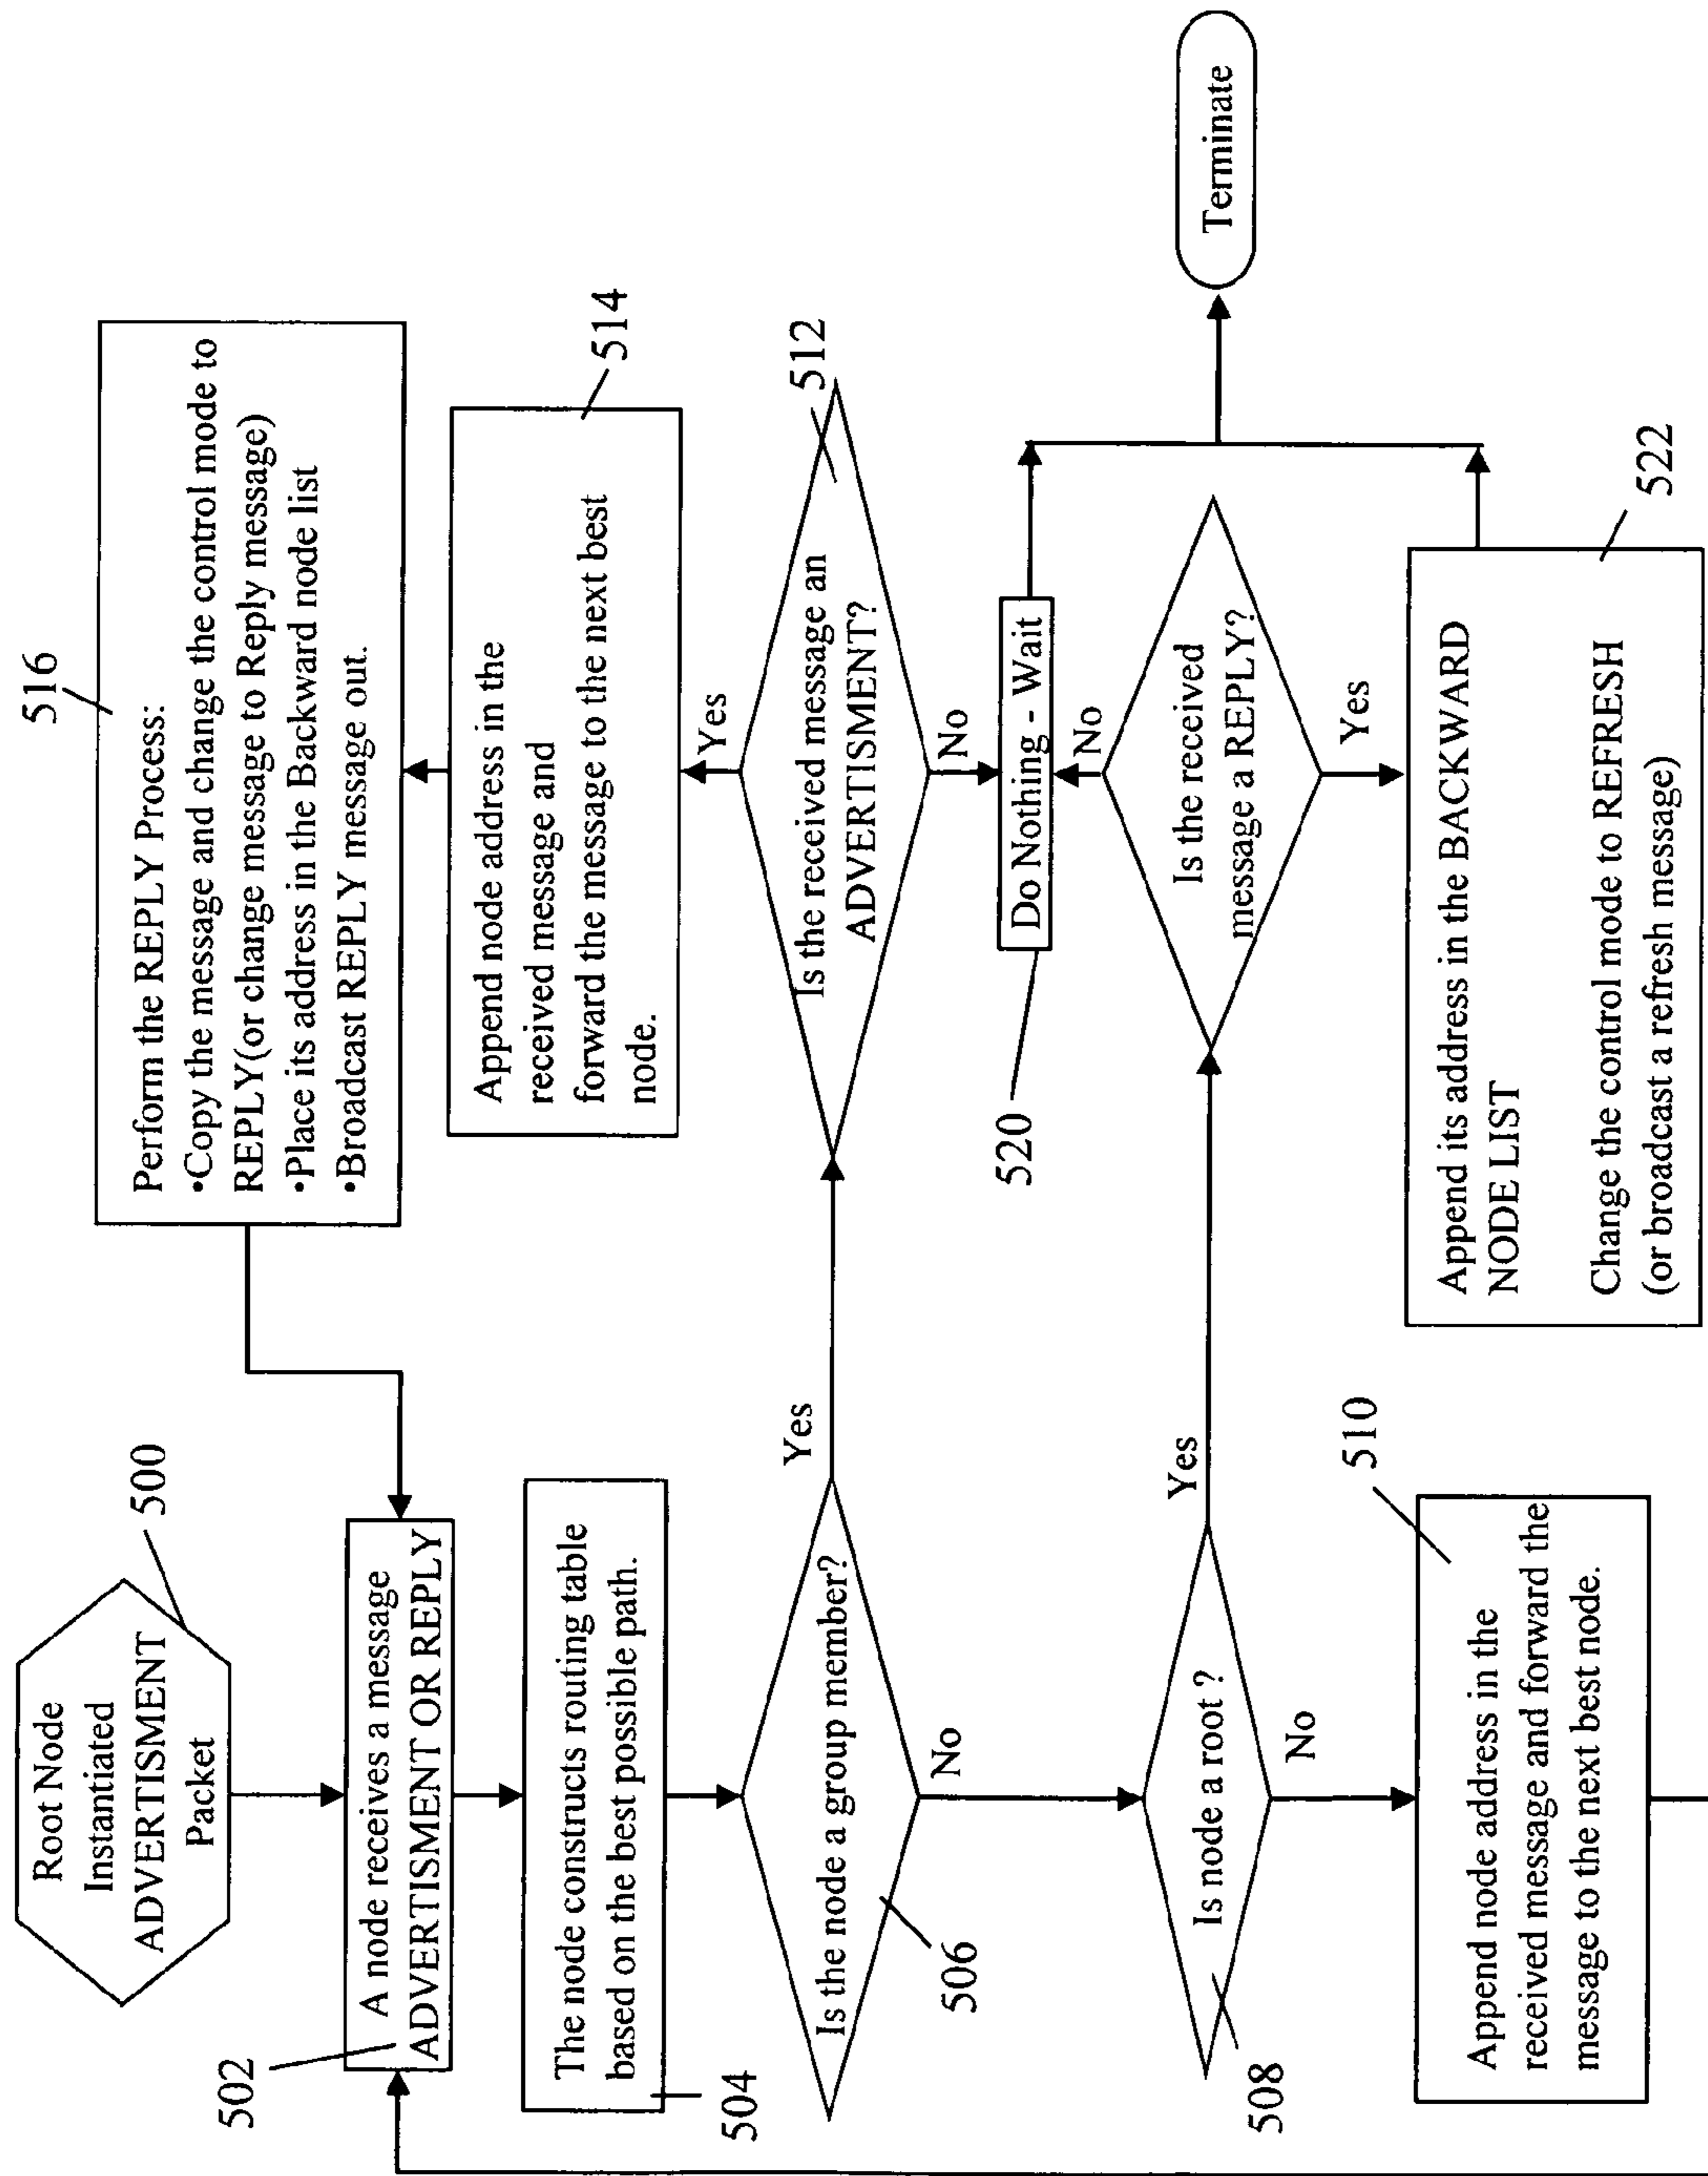 Root Node
Instantiated
ADVERTISMENT
Packet
500
502
A node receives a message
ADVERTISMENT OR REPLY
504
The node constructs routing table
based on the best possible path.
Is the node a group member?
506
Yes
No
Is node a root ?
508
Yes
No
510
Append node address in the
received message and forward the
message to the next best node.
516
Perform the REPLY Process:
•Copy the message and change the control mode to
REPLY(or change message to Reply message)
•Place its address in the Backward node list
•Broadcast REPLY message out.
514
Append node address in the
received message and
forward the message to the next best
node.
Yes
512
Is the received message an
ADVERTISMENT?
No
520
Do Nothing - Wait
No
Is the received
message a REPLY?
Yes
522
Append its address in the BACKWARD
NODE LIST
Change the control mode to REFRESH
(or broadcast a refresh message)
Terminate